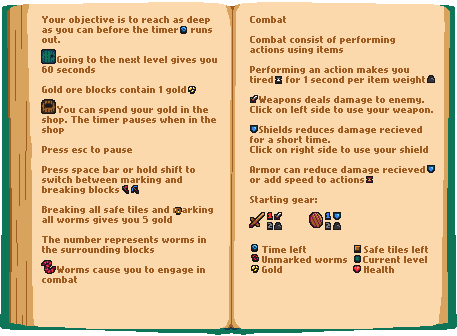 Your objective is to reach as deep
as you can before the timer runs
out.
Going to the next level gives you
60 seconds
Gold ore blocks contain 1 gold
You can spend your gold in the
shop. The timer pauses when in the
shop
Press esc to pause
Press space bar or hold shift to
switch between marking and
breaking blocks
Breaking all safe tiles and marking
all worms gives you 5 gold
The number represents worms in
the surrounding blocks
Worms cause you to engage in
combat
Combat
Combat consist of performing
actions using items
Performing an action makes you
tired for 1 second per item weight
Weapons deals damage to enemy.
Click on left side to use your weapon.
Shields reduces damage recieved
for a short time.
Click on right side to use your shield
Armor can reduce damage recieved
or add speed to actions
Starting gear:
1 4
2 2
1 1
2 2
Time left
Safe tiles left
Unmarked worms
Current level
Gold
Health